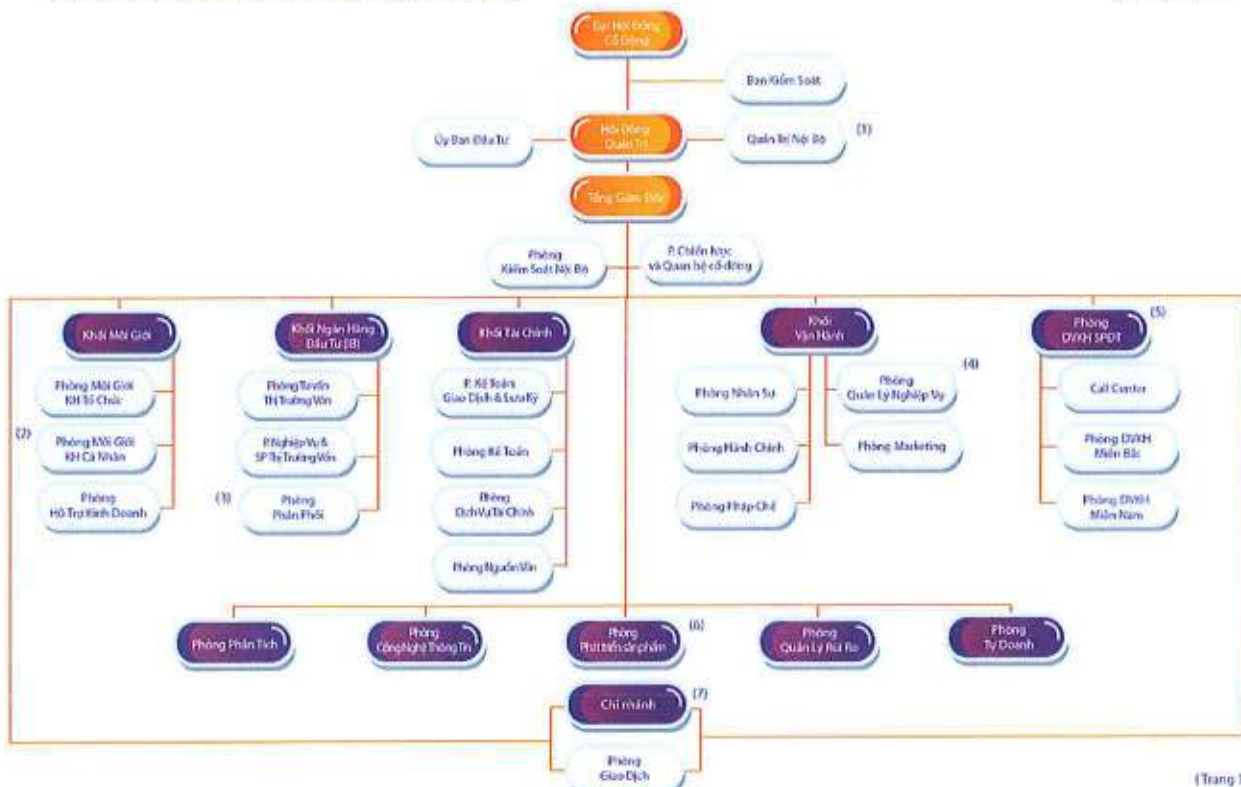 Đại Hội Đồng
Cổ Đông
Ban Kiểm Soát
Ủy Ban Đầu Tư
Hội Đồng
Quản Trị
Quản Trị Nội Bộ
(1)
Tổng Giám Đốc
Phòng
Kiểm Soát Nội Bộ
P. Chiến lược
và Quan hệ cổ đông
Khối Môi Giới
Khối Ngân Hàng
Đầu Tư (IB)
Khối Tài Chính
Khối
Vận Hành
Phòng
DVKH SPDT
(5)
Phòng Môi Giới
KH Tổ Chức
Phòng Tư vấn
Thị Trường Vốn
P. Kế Toán
Giao Dịch & Lưu Ký
Phòng Nhân Sự
Phòng
Quản Lý Nghiệp Vụ
(4)
Call Center
(2)
Phòng Môi Giới
KH Cá Nhân
P. Nghiệp Vụ &
SP Thị Trường Vốn
Phòng Kế Toán
Phòng Hành Chính
Phòng Marketing
Phòng DVKH
Miền Bắc
Phòng
Hỗ Trợ Kinh Doanh
(3)
Phòng
Phân Phối
Phòng
Dịch Vụ Tài Chính
Phòng Pháp Chế
Phòng DVKH
Miền Nam
Phòng Nguồn Vốn
Phòng Phân Tích
Phòng
Công Nghệ Thông Tin
Phòng
Phát triển sản phẩm
(6)
Phòng
Quản Lý Rủi Ro
Phòng
Tự Doanh
Chi nhánh
(7)
Phòng
Giao Dịch
(Trang 1